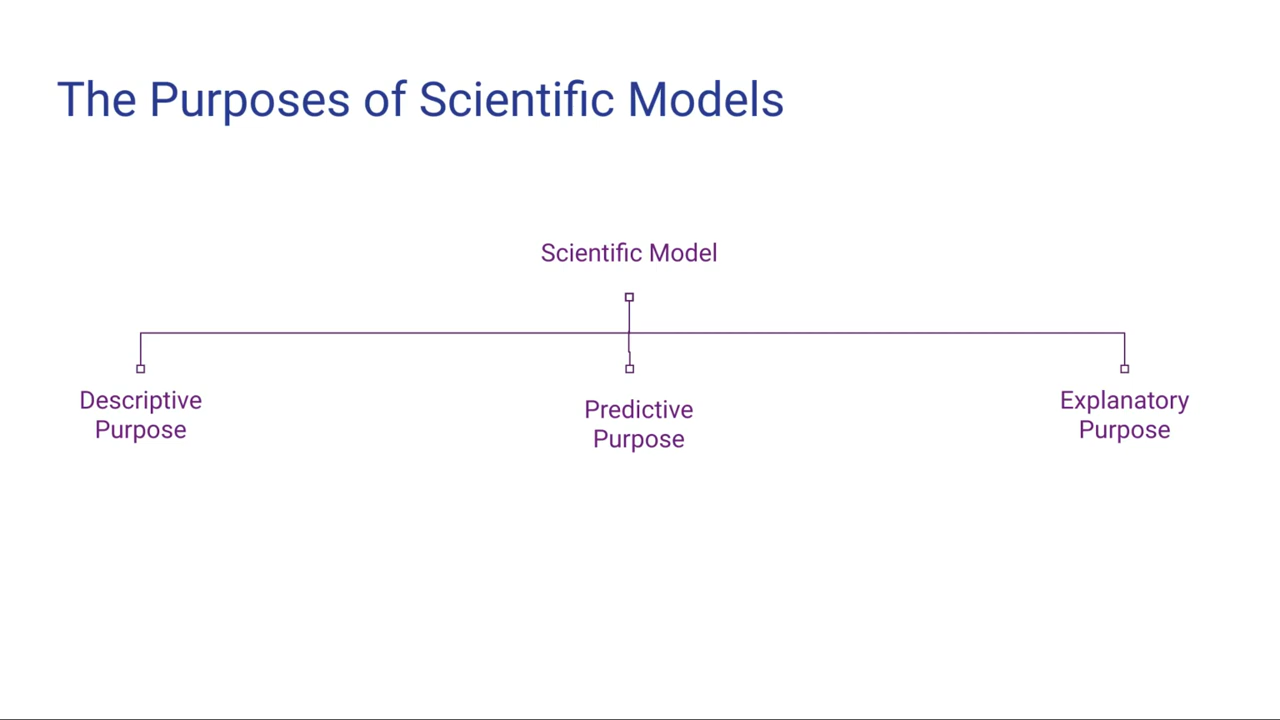 The Purposes of Scientific Models
Scientific Model
Descriptive
Purpose
Predictive
Purpose
Explanatory
Purpose